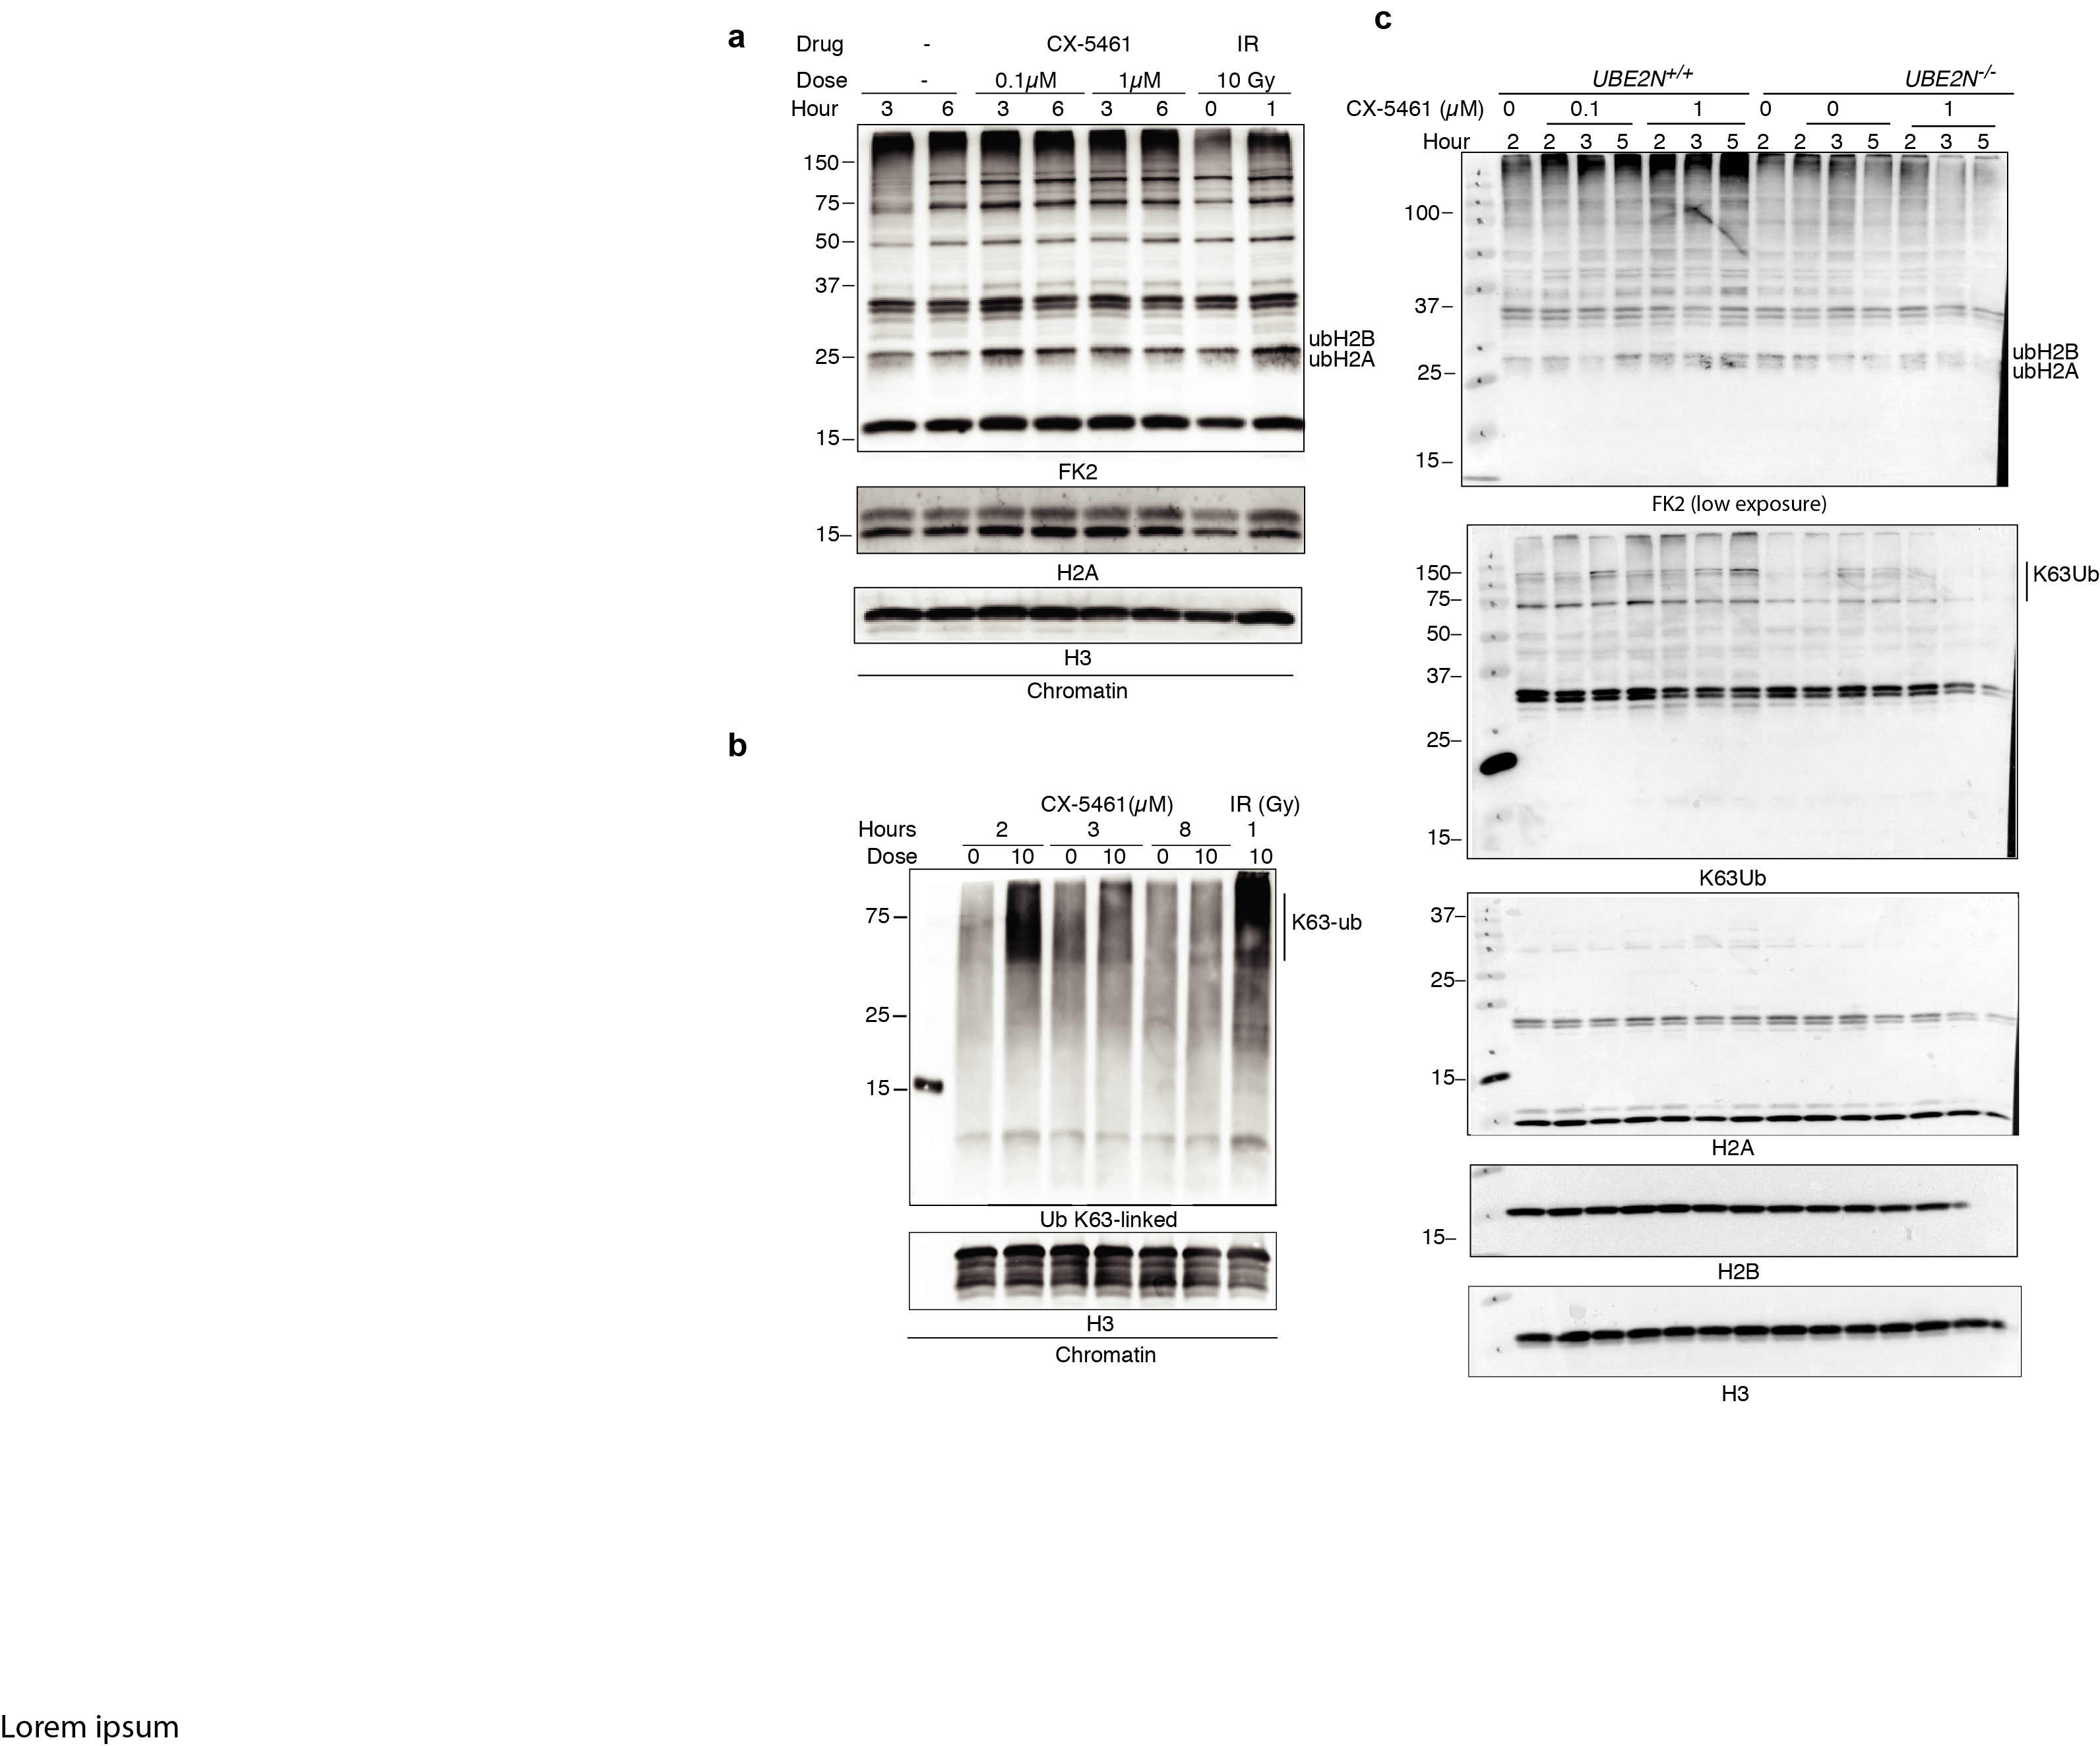 a
Drug - CX-5461 IR
Dose - 0.1µM 1µM 10 Gy
Hour 3 6 3 6 3 6 0 1
150
75
50
37
25
15
ubH2B
ubH2A
FK2
15
H2A
H3
Chromatin
b
CX-5461(µM) IR (Gy)
Hours 2 3 8 1
Dose 0 10 0 10 0 10 10
75
25
15
K63-ub
Ub K63-linked
H3
Chromatin
c
UBE2N+/+ UBE2N-/-
CX-5461 (µM) 0 0.1 1 0 0 1
Hour 2 2 3 5 2 3 5 2 2 3 5 2 3 5
100
37
25
15
ubH2B
ubH2A
FK2 (low exposure)
150
75
50
37
25
15
K63Ub
K63Ub
37
25
15
H2A
15
H2B
H3
Lorem ipsum